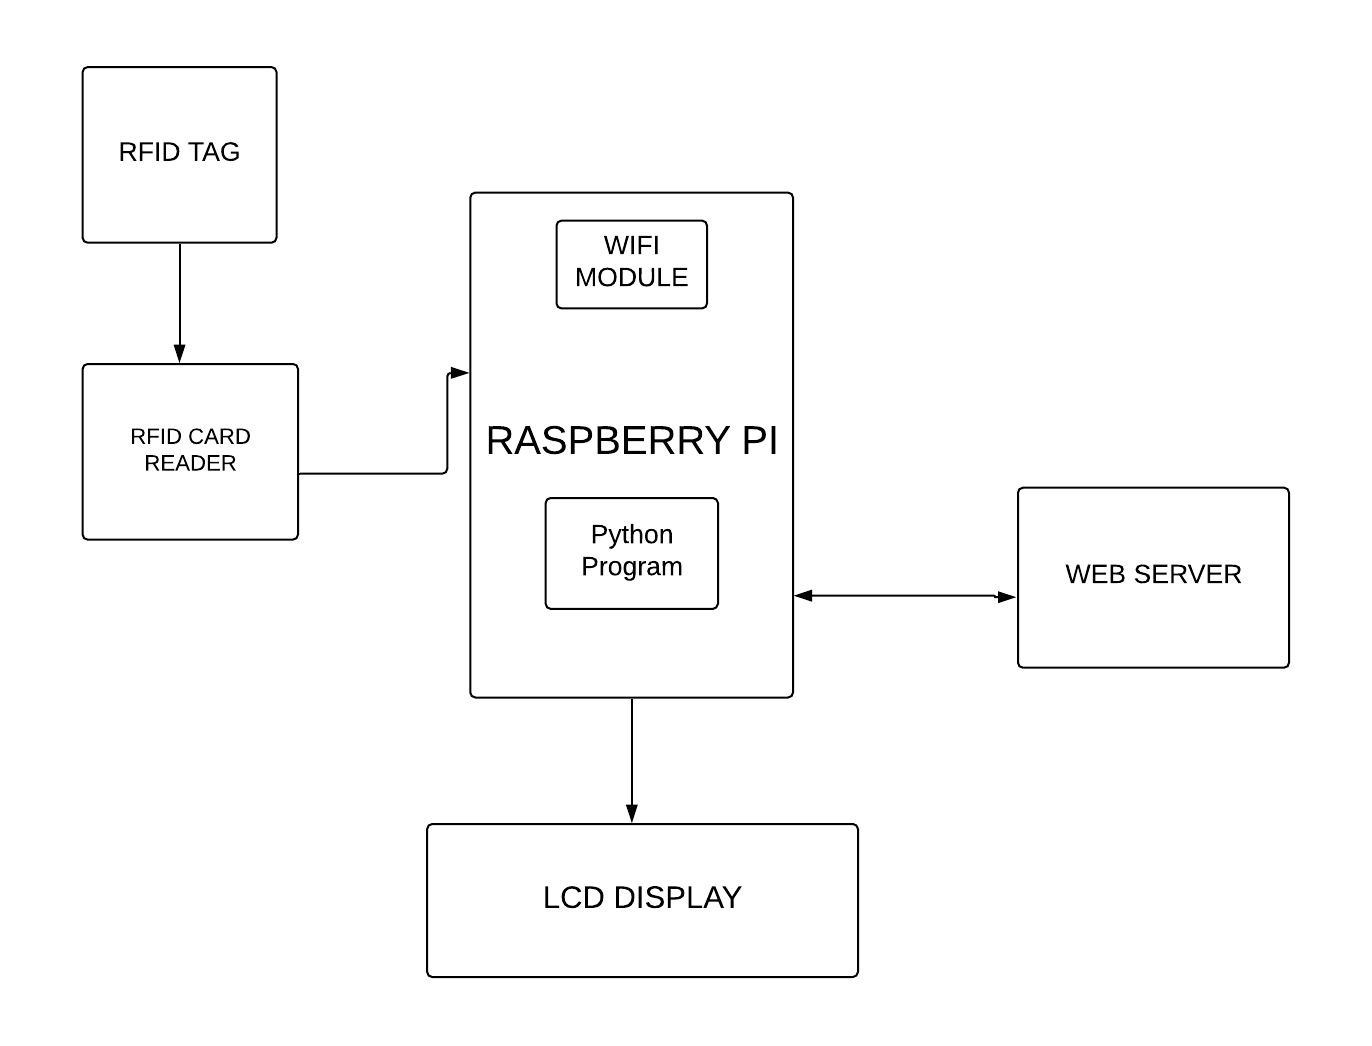 RFID TAG
WIFI
MODULE
RFID CARD
READER
RASPBERRY PI
Python
Program
WEB SERVER
LCD DISPLAY